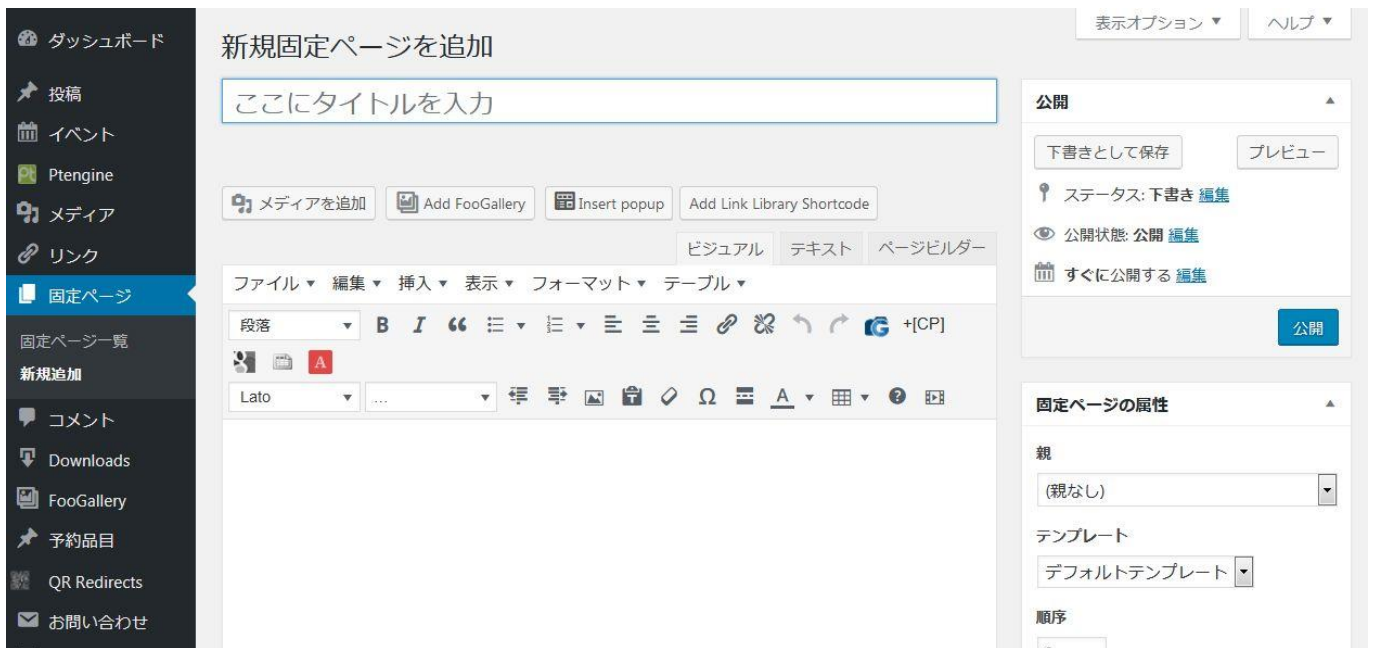 表示オプション ▼ ヘルプ ▼
ダッシュボード
投稿
イベント
Ptengine
メディア
リンク
固定ページ
固定ページ一覧
新規追加
コメント
Downloads
FooGallery
予約品目
QR Redirects
お問い合わせ
新規固定ページを追加
ここにタイトルを入力
メディアを追加 Add FooGallery Insert popup Add Link Library Shortcode
ビジュアル テキスト ページビルダー
ファイル ▼ 編集 ▼ 挿入 ▼ 表示 ▼ フォーマット ▼ テーブル ▼
段落 ▼ B I +[CP]
A
Lato ▼ ... ▼ Ω A ▼
公開
下書きとして保存 プレビュー
ステータス: 下書き 編集
公開状態: 公開 編集
すぐに公開する 編集
公開
固定ページの属性
親
(親なし)
テンプレート
デフォルトテンプレート
順序